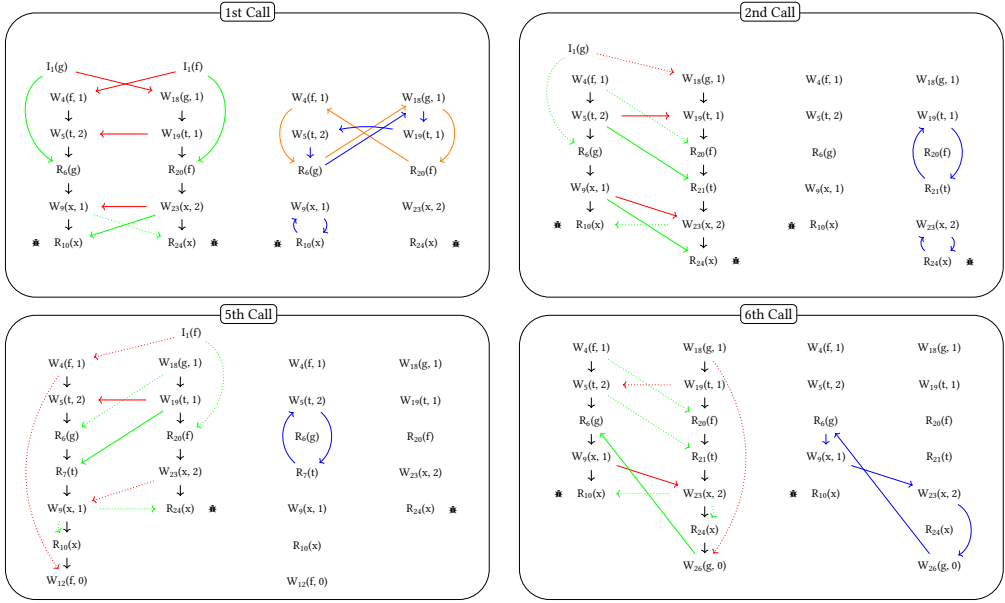 1st Call
I₁(g) I₁(f)
W₄(f, 1) W₁₈(g, 1) W₄(f, 1) W₁₈(g, 1)
W₅(t, 2) W₁₉(t, 1) W₅(t, 2) W₁₉(t, 1)
R₆(g) R₂₀(f) R₆(g) R₂₀(f)
W₉(x, 1) W₂₃(x, 2) W₉(x, 1) W₂₃(x, 2)
R₁₀(x) R₂₄(x) R₁₀(x) R₂₄(x)
2nd Call
I₁(g)
W₄(f, 1) W₁₈(g, 1) W₄(f, 1) W₁₈(g, 1)
W₅(t, 2) W₁₉(t, 1) W₅(t, 2) W₁₉(t, 1)
R₆(g) R₂₀(f) R₆(g) R₂₀(f)
W₉(x, 1) R₂₁(t) W₉(x, 1) R₂₁(t)
R₁₀(x) W₂₃(x, 2) R₁₀(x) W₂₃(x, 2)
R₂₄(x) R₂₄(x)
5th Call
I₁(f)
W₄(f, 1) W₁₈(g, 1) W₄(f, 1) W₁₈(g, 1)
W₅(t, 2) W₁₉(t, 1) W₅(t, 2) W₁₉(t, 1)
R₆(g) R₂₀(f) R₆(g) R₂₀(f)
R₇(t) W₂₃(x, 2) R₇(t) W₂₃(x, 2)
W₉(x, 1) R₂₄(x) W₉(x, 1) R₂₄(x)
R₁₀(x) R₁₀(x)
W₁₂(f, 0) W₁₂(f, 0)
6th Call
W₄(f, 1) W₁₈(g, 1) W₄(f, 1) W₁₈(g, 1)
W₅(t, 2) W₁₉(t, 1) W₅(t, 2) W₁₉(t, 1)
R₆(g) R₂₀(f) R₆(g) R₂₀(f)
W₉(x, 1) R₂₁(t) W₉(x, 1) R₂₁(t)
R₁₀(x) W₂₃(x, 2) R₁₀(x) W₂₃(x, 2)
R₂₄(x) R₂₄(x)
W₂₆(g, 0) W₂₆(g, 0)